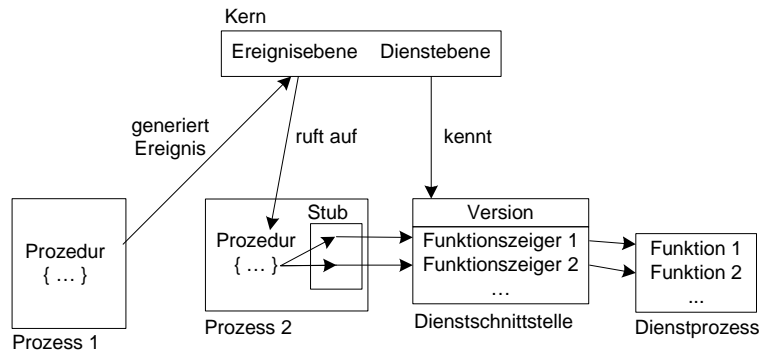 Kern
Ereignisebene Dienstebene
generiert
Ereignis
ruft auf
kennt
Prozedur
{ ... }
Prozess 1
Stub
Prozedur
{ ... }
Prozess 2
Version
Funktionszeiger 1
Funktionszeiger 2
...
Dienstschnittstelle
Funktion 1
Funktion 2
...
Dienstprozess